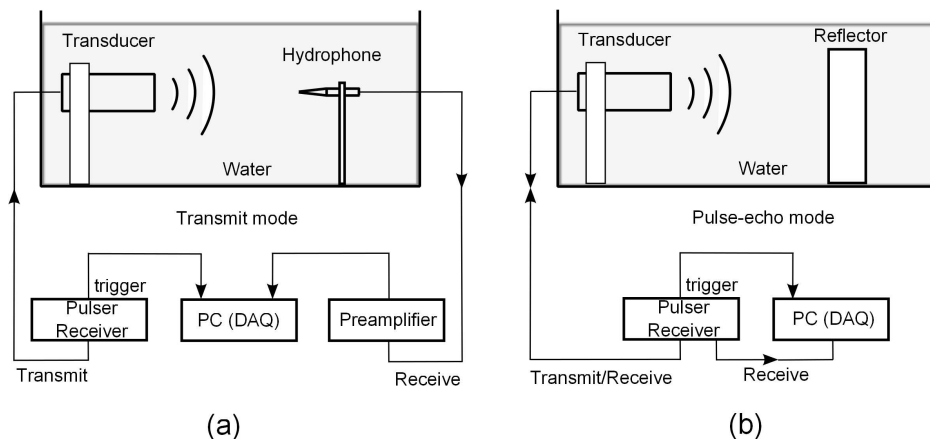 Transducer
Hydrophone
Water
Transmit mode
trigger
Pulser
Receiver
PC (DAQ)
Preamplifier
Transmit
Receive
(a)
Transducer
Reflector
Water
Pulse-echo mode
trigger
Pulser
Receiver
PC (DAQ)
Transmit/Receive
Receive
(b)